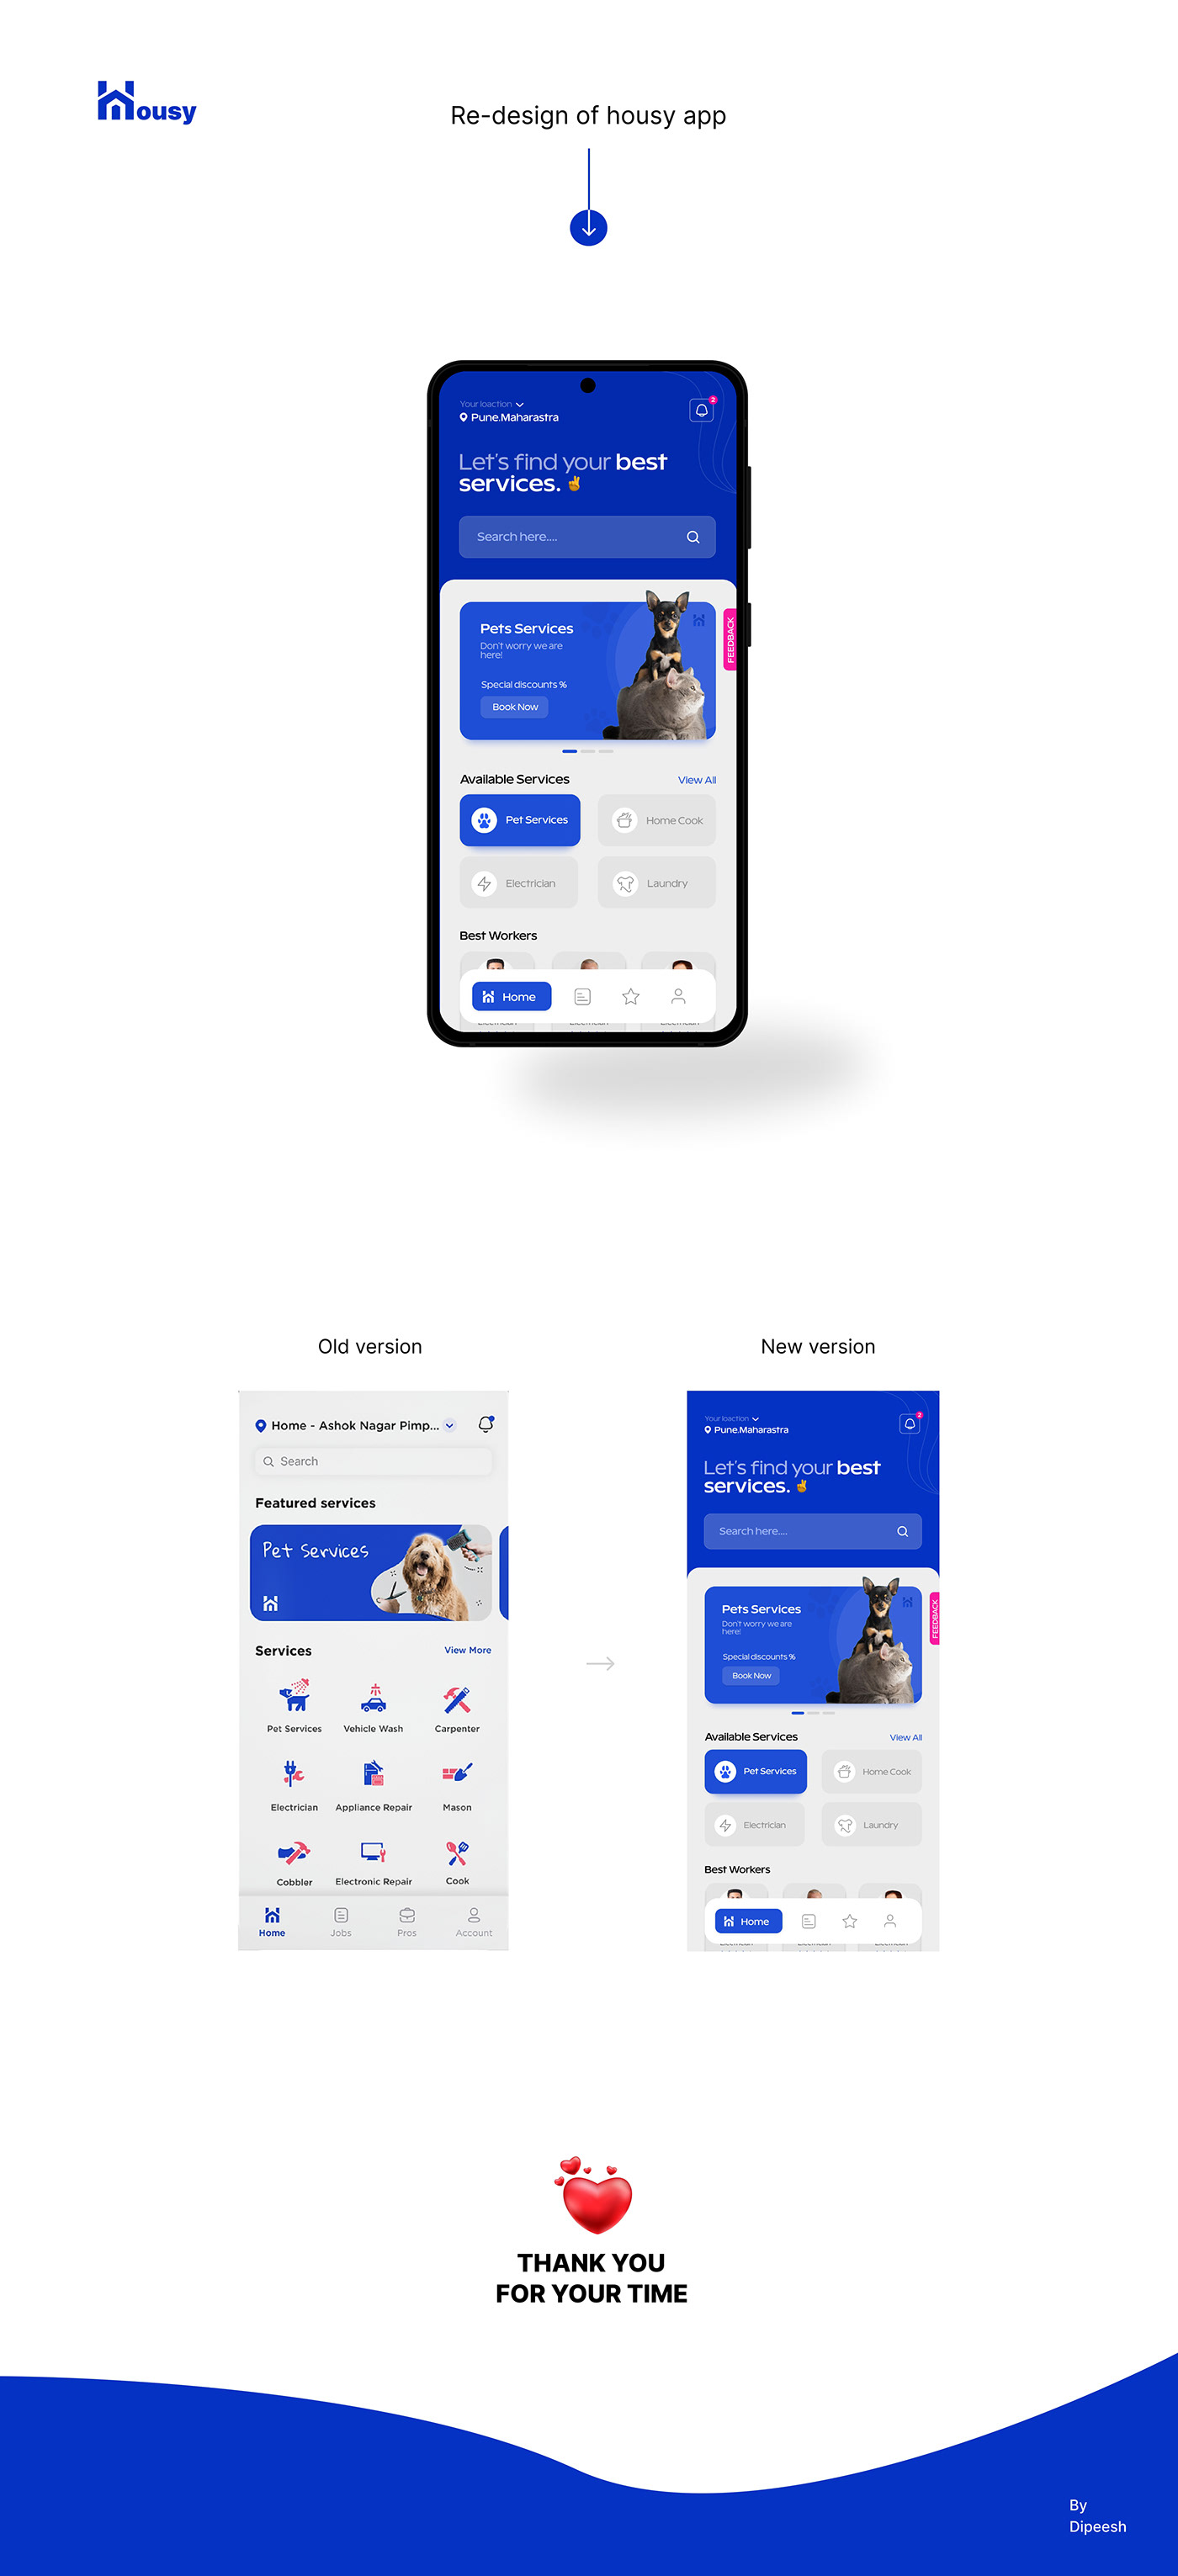 Housy
Re-design of housy app
Your loaction
Pune.Maharastra
2
Let's find your best
services. ✌
Search here....
Pets Services
Don't worry we are
here!
Special discounts %
Book Now
FEEDBACK
Available Services
View All
Pet Services
Home Cook
Electrician
Laundry
Best Workers
Home
Electrician
Electrician
Electrician
Old version
New version
Home - Ashok Nagar Pimp...
Search
Featured services
Pet Services
Services
View More
Pet Services
Vehicle Wash
Carpenter
Electrician
Appliance Repair
Mason
Cobbler
Electronic Repair
Cook
Home
Jobs
Pros
Account
Your loaction
Pune.Maharastra
2
Let's find your best
services. ✌
Search here....
Pets Services
Don't worry we are
here!
Special discounts %
Book Now
FEEDBACK
Available Services
View All
Pet Services
Home Cook
Electrician
Laundry
Best Workers
Home
THANK YOU
FOR YOUR TIME
By
Dipeesh